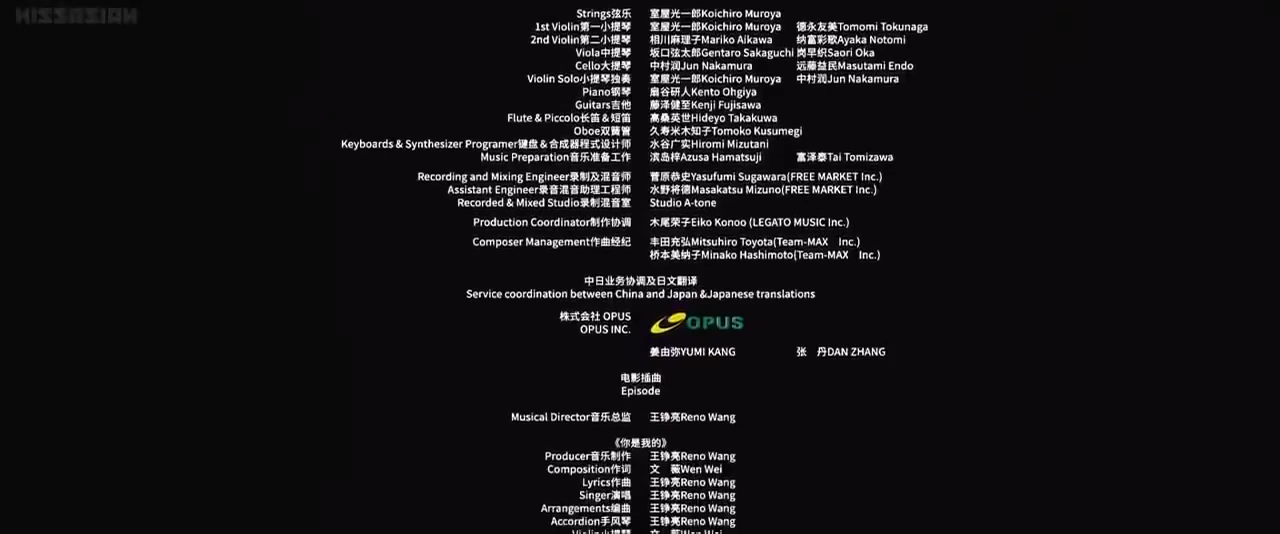 KISSASIAN
Strings弦乐 室屋光一郎Koichiro Muroya
1st Violin第一小提琴 室屋光一郎Koichiro Muroya 德永友美Tomomi Tokunaga
2nd Violin第二小提琴 相川麻理子Mariko Aikawa 纳富彩歌Ayaka Notomi
Viola中提琴 坂口弦太郎Gentaro Sakaguchi 岗早织Saori Oka
Cello大提琴 中村润Jun Nakamura 远藤益民Masutami Endo
Violin Solo小提琴独奏 室屋光一郎Koichiro Muroya 中村润Jun Nakamura
Piano钢琴 扇谷研人Kento Ohgiya
Guitars吉他 藤泽健至Kenji Fujisawa
Flute & Piccolo长笛＆短笛 高桑英世Hideyo Takakuwa
Oboe双簧管 久寿米木知子Tomoko Kusumegi
Keyboards & Synthesizer Programer键盘＆合成器程式设计师 水谷广实Hiromi Mizutani
Music Preparation音乐准备工作 滨岛梓Azusa Hamatsuji 富泽泰Tai Tomizawa
Recording and Mixing Engineer录制及混音师 菅原恭史Yasufumi Sugawara(FREE MARKET Inc.)
Assistant Engineer录音混音助理工程师 水野将德Masakatsu Mizuno(FREE MARKET Inc.)
Recorded & Mixed Studio录制混音室 Studio A-tone
Production Coordinator制作协调 木尾荣子Eiko Konoo (LEGATO MUSIC Inc.)
Composer Management作曲经纪 丰田充弘Mitsuhiro Toyota(Team-MAX Inc.)
桥本美纳子Minako Hashimoto(Team-MAX Inc.)
中日业务协调及日文翻译
Service coordination between China and Japan &Japanese translations
株式会社 OPUS
OPUS INC.
OPUS
姜由弥YUMI KANG 张 丹DAN ZHANG
电影插曲
Episode
Musical Director音乐总监 王铮亮Reno Wang
《你是我的》
Producer音乐制作 王铮亮Reno Wang
Composition作词 文 薇Wen Wei
Lyrics作曲 王铮亮Reno Wang
Singer演唱 王铮亮Reno Wang
Arrangements编曲 王铮亮Reno Wang
Accordion手风琴 王铮亮Reno Wang
Violin小提琴 文 薇Wen Wei